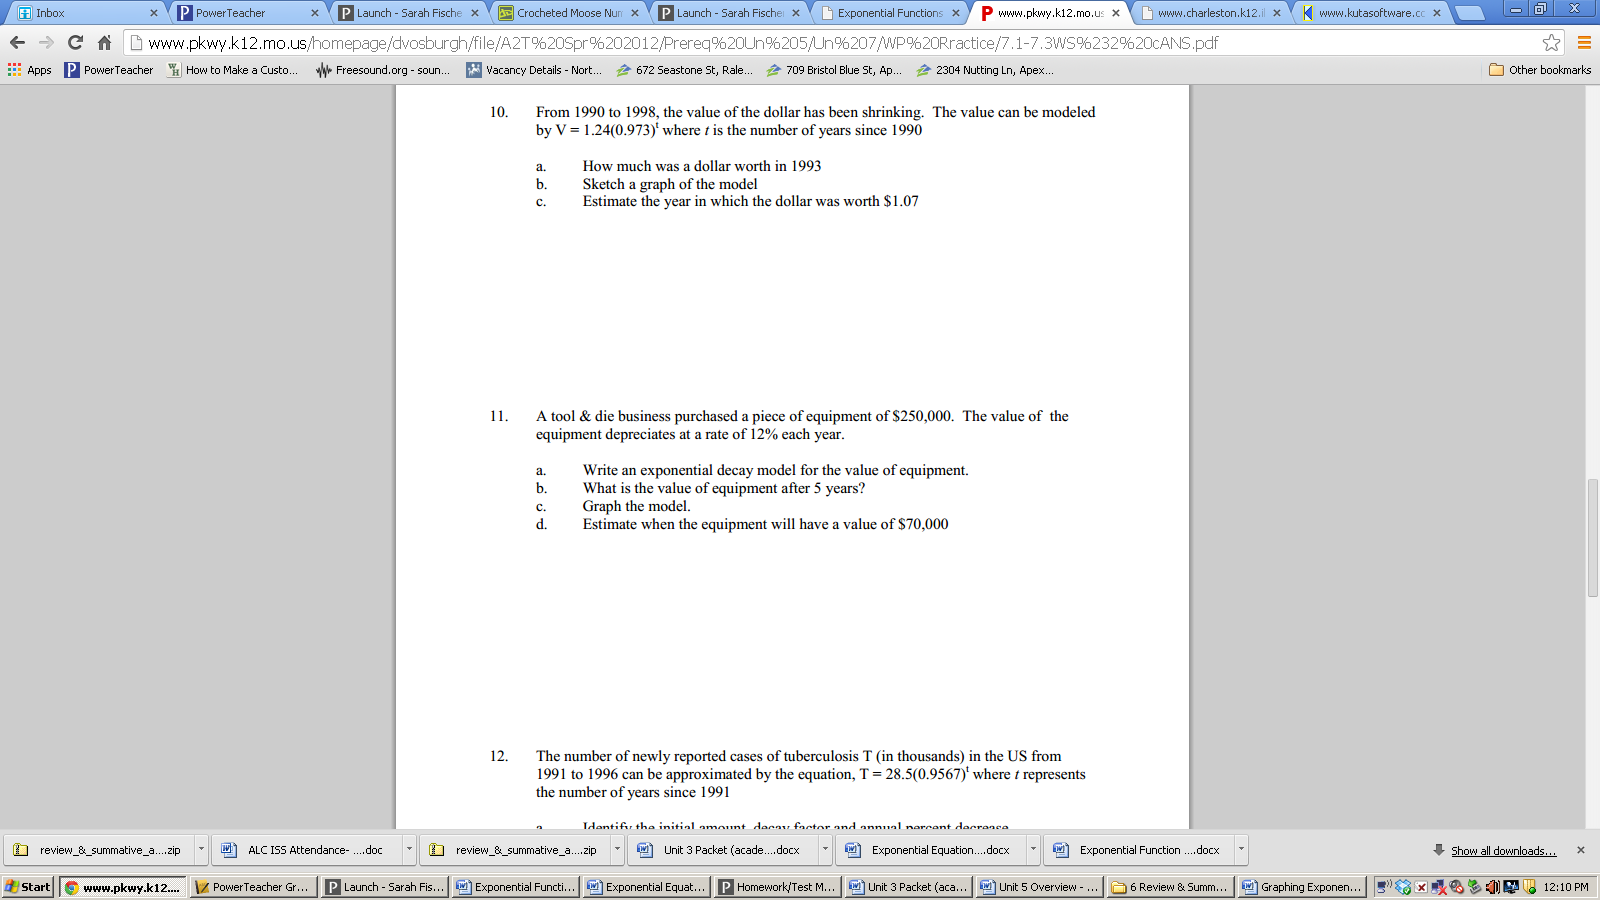 Inbox
PowerTeacher
Launch - Sarah Fische
Crocheted Moose Num
Launch - Sarah Fische
Exponential Functions
www.pkwy.k12.mo.us
www.charleston.k12.il
www.kutasoftware.cc
www.pkwy.k12.mo.us/homepage/dvosburgh/file/A2T%20Spr%202012/Prereq%20Un%205/Un%207/WP%20Rractice/7.1-7.3WS%232%20cANS.pdf
Apps PowerTeacher How to Make a Custo... Freesound.org - soun... Vacancy Details - Nort... 672 Seastone St, Rale... 709 Bristol Blue St, Ap... 2304 Nutting Ln, Apex... Other bookmarks
10. From 1990 to 1998, the value of the dollar has been shrinking. The value can be modeled
by V = 1.24(0.973)^t where t is the number of years since 1990
a. How much was a dollar worth in 1993
b. Sketch a graph of the model
c. Estimate the year in which the dollar was worth $1.07
11. A tool & die business purchased a piece of equipment of $250,000. The value of the
equipment depreciates at a rate of 12% each year.
a. Write an exponential decay model for the value of equipment.
b. What is the value of equipment after 5 years?
c. Graph the model.
d. Estimate when the equipment will have a value of $70,000
12. The number of newly reported cases of tuberculosis T (in thousands) in the US from
1991 to 1996 can be approximated by the equation, T = 28.5(0.9567)^t where t represents
the number of years since 1991
a. Identify the initial amount, decay factor and annual percent decrease
review_&_summative_a....zip ALC ISS Attendance- ....doc review_&_summative_a....zip Unit 3 Packet (acade....docx Exponential Equation....docx Exponential Function ....docx Show all downloads...
Start www.pkwy.k12.... PowerTeacher Gr... Launch - Sarah Fis... Exponential Functi... Exponential Equat... Homework/Test M... Unit 3 Packet (aca... Unit 5 Overview - ... 6 Review & Summ... Graphing Exponen... 12:10 PM